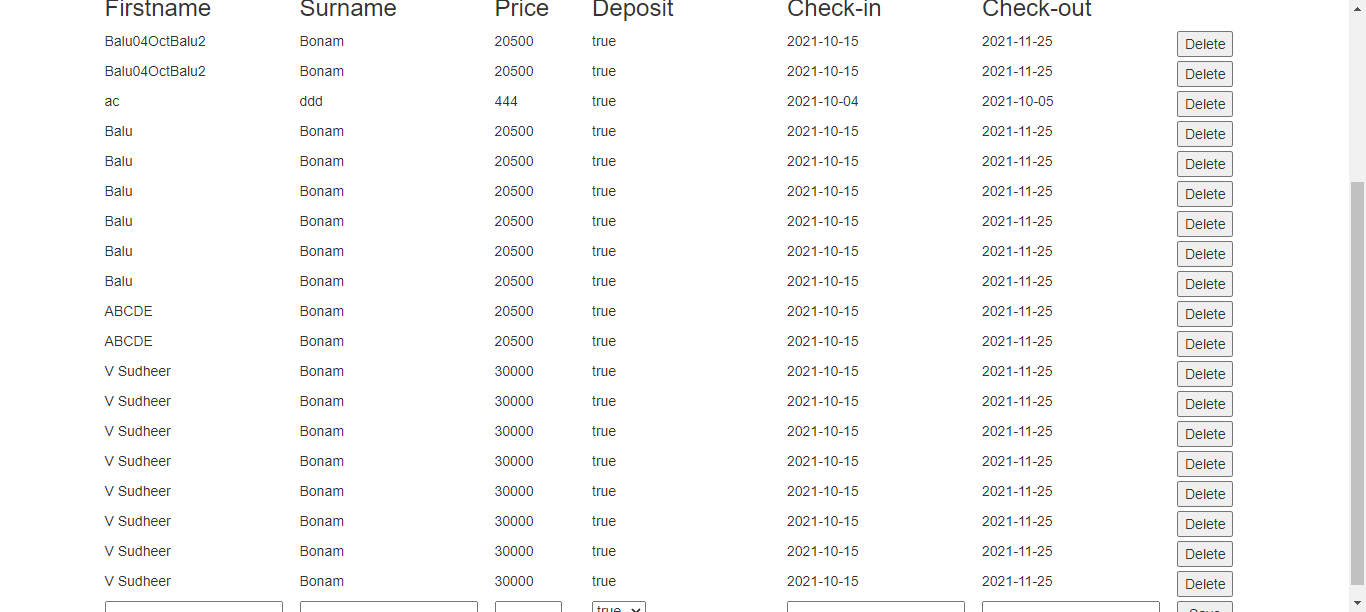 Firstname Surname Price Deposit Check-in Check-out
Balu04OctBalu2 Bonam 20500 true 2021-10-15 2021-11-25 Delete
Balu04OctBalu2 Bonam 20500 true 2021-10-15 2021-11-25 Delete
ac ddd 444 true 2021-10-04 2021-10-05 Delete
Balu Bonam 20500 true 2021-10-15 2021-11-25 Delete
Balu Bonam 20500 true 2021-10-15 2021-11-25 Delete
Balu Bonam 20500 true 2021-10-15 2021-11-25 Delete
Balu Bonam 20500 true 2021-10-15 2021-11-25 Delete
Balu Bonam 20500 true 2021-10-15 2021-11-25 Delete
Balu Bonam 20500 true 2021-10-15 2021-11-25 Delete
ABCDE Bonam 20500 true 2021-10-15 2021-11-25 Delete
ABCDE Bonam 20500 true 2021-10-15 2021-11-25 Delete
V Sudheer Bonam 30000 true 2021-10-15 2021-11-25 Delete
V Sudheer Bonam 30000 true 2021-10-15 2021-11-25 Delete
V Sudheer Bonam 30000 true 2021-10-15 2021-11-25 Delete
V Sudheer Bonam 30000 true 2021-10-15 2021-11-25 Delete
V Sudheer Bonam 30000 true 2021-10-15 2021-11-25 Delete
V Sudheer Bonam 30000 true 2021-10-15 2021-11-25 Delete
V Sudheer Bonam 30000 true 2021-10-15 2021-11-25 Delete
V Sudheer Bonam 30000 true 2021-10-15 2021-11-25 Delete
true